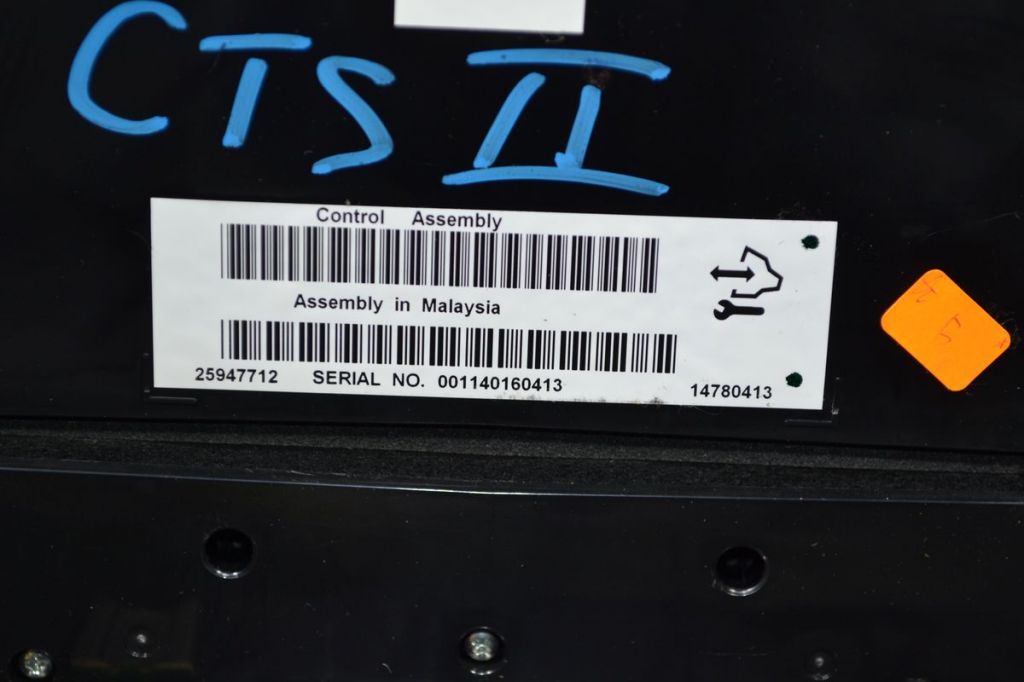 CTS II
Control Assembly
Assembly in Malaysia
25947712 SERIAL NO. 001140160413 14780413